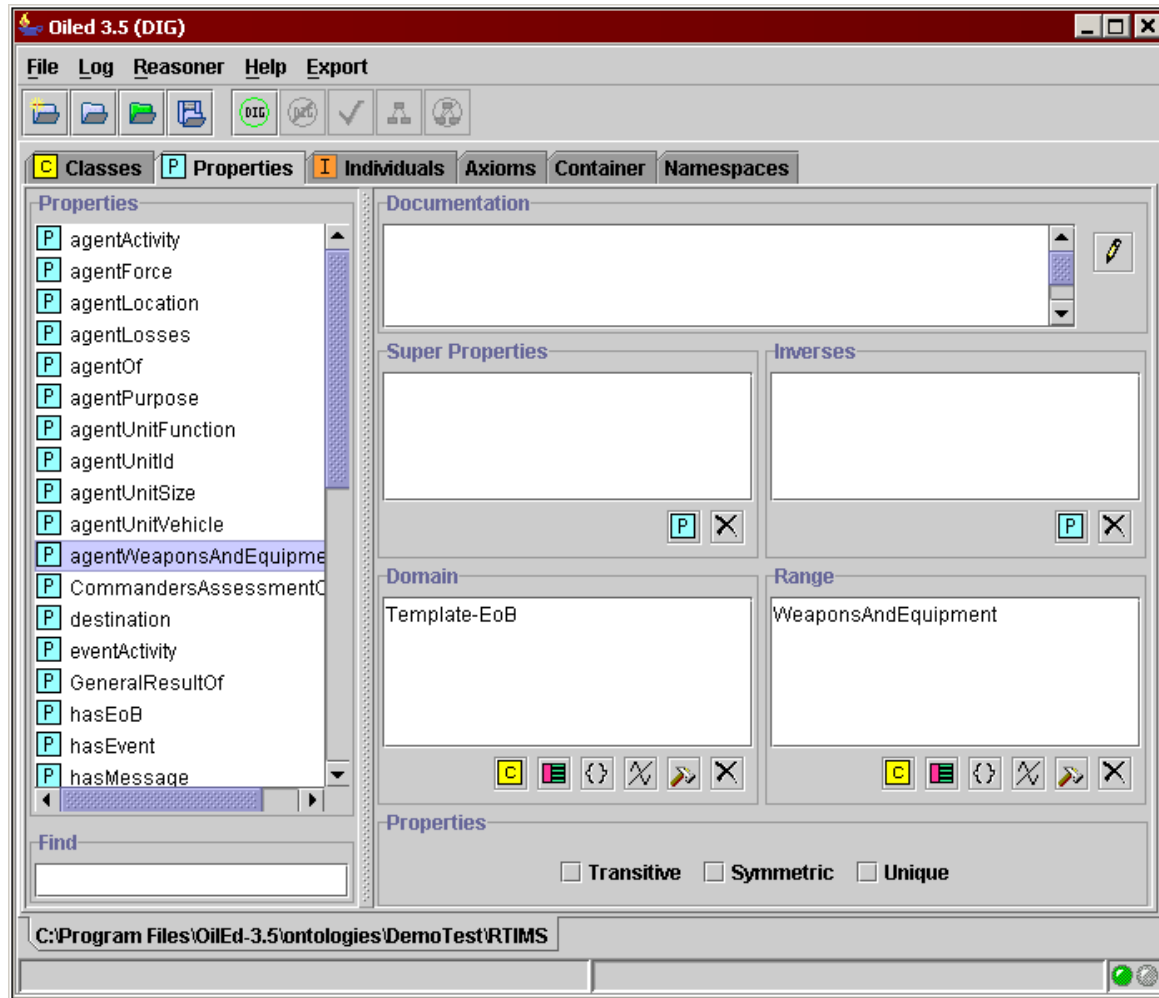 Oiled 3.5 (DIG)
File Log Reasoner Help Export
DIG DIG
C Classes P Properties I Individuals Axioms Container Namespaces
Properties
P agentActivity
P agentForce
P agentLocation
P agentLosses
P agentOf
P agentPurpose
P agentUnitFunction
P agentUnitId
P agentUnitSize
P agentUnitVehicle
P agentWeaponsAndEquipme
P CommandersAssessmentO
P destination
P eventActivity
P GeneralResultOf
P hasEoB
P hasEvent
P hasMessage
Find
Documentation
Super Properties
P
Inverses
P
Domain
Template-EoB
C {}
Range
WeaponsAndEquipment
C {}
Properties
Transitive Symmetric Unique
C:\Program Files\OilEd-3.5\ontologies\DemoTest\RTIMS